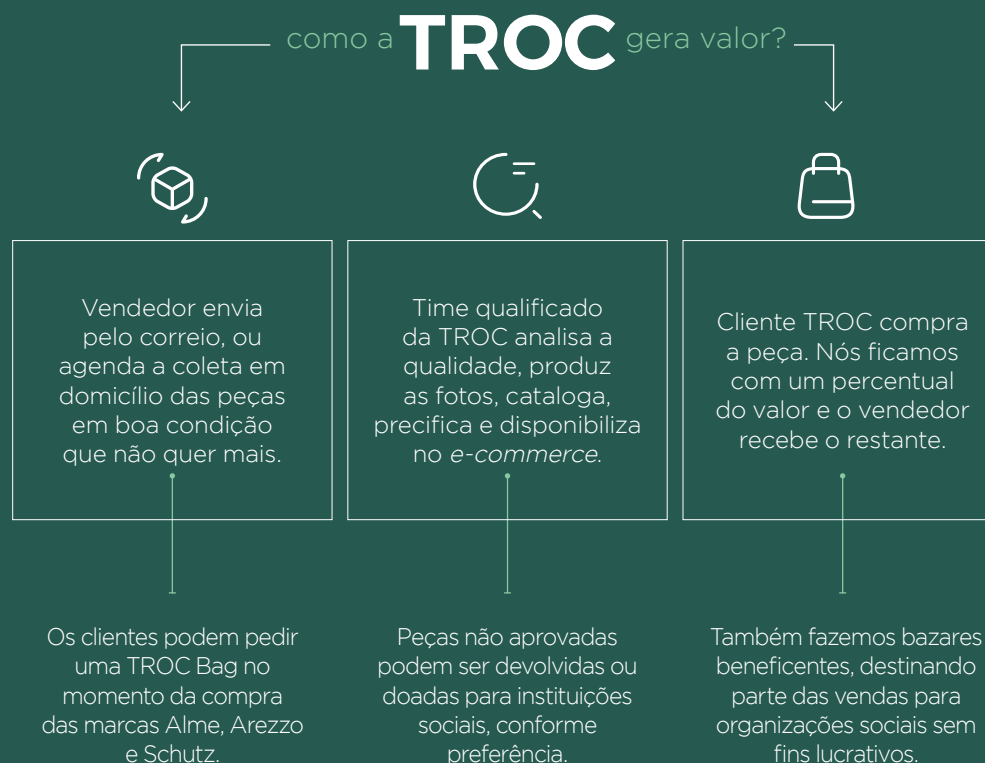 como a TROC gera valor?
Vendedor envia
pelo correio, ou
agenda a coleta em
domicílio das peças
em boa condição
que não quer mais.
Time qualificado
da TROC analisa a
qualidade, produz
as fotos, cataloga,
precifica e disponibiliza
no e-commerce.
Cliente TROC compra
a peça. Nós ficamos
com um percentual
do valor e o vendedor
recebe o restante.
Os clientes podem pedir
uma TROC Bag no
momento da compra
das marcas Alme, Arezzo
e Schutz.
Peças não aprovadas
podem ser devolvidas ou
doadas para instituições
sociais, conforme
preferência.
Também fazemos bazares
beneficentes, destinando
parte das vendas para
organizações sociais sem
fins lucrativos.